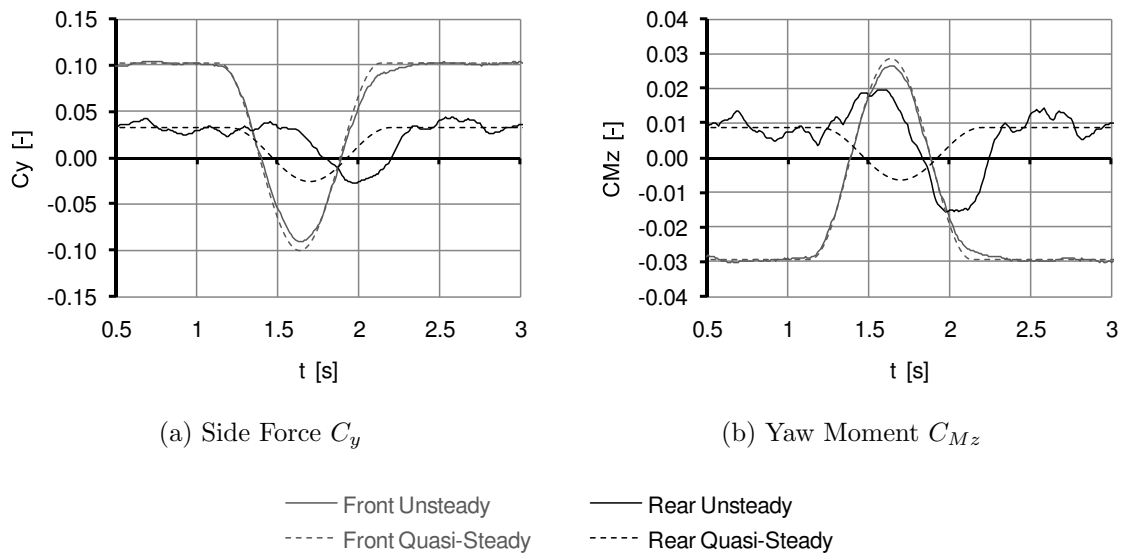 0.15
0.10
0.05
0.00
-0.05
-0.10
-0.15
Cy [-]
0.5 1 1.5 2 2.5 3
t [s]
(a) Side Force Cy
0.04
0.03
0.02
0.01
0.00
-0.01
-0.02
-0.03
-0.04
CMz [-]
0.5 1 1.5 2 2.5 3
t [s]
(b) Yaw Moment CMz
Front Unsteady
Rear Unsteady
Front Quasi-Steady
Rear Quasi-Steady